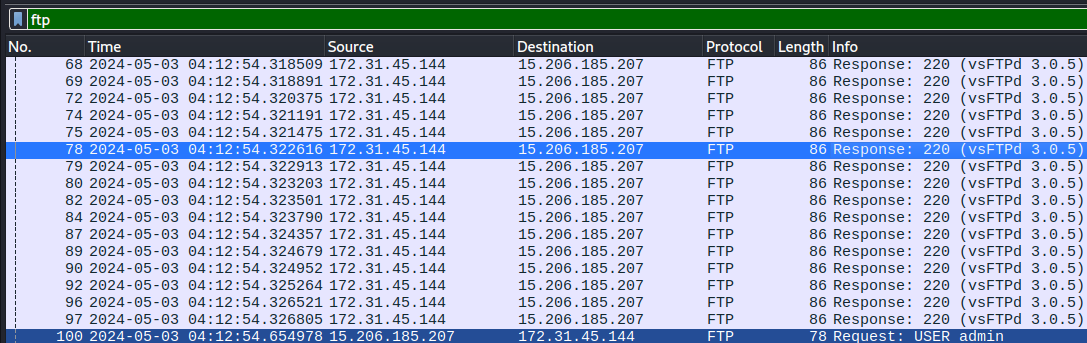 ftp
No. Time Source Destination Protocol Length Info
68 2024-05-03 04:12:54.318509 172.31.45.144 15.206.185.207 FTP 86 Response: 220 (vsFTPd 3.0.5)
69 2024-05-03 04:12:54.318891 172.31.45.144 15.206.185.207 FTP 86 Response: 220 (vsFTPd 3.0.5)
72 2024-05-03 04:12:54.320375 172.31.45.144 15.206.185.207 FTP 86 Response: 220 (vsFTPd 3.0.5)
74 2024-05-03 04:12:54.321191 172.31.45.144 15.206.185.207 FTP 86 Response: 220 (vsFTPd 3.0.5)
75 2024-05-03 04:12:54.321475 172.31.45.144 15.206.185.207 FTP 86 Response: 220 (vsFTPd 3.0.5)
78 2024-05-03 04:12:54.322616 172.31.45.144 15.206.185.207 FTP 86 Response: 220 (vsFTPd 3.0.5)
79 2024-05-03 04:12:54.322913 172.31.45.144 15.206.185.207 FTP 86 Response: 220 (vsFTPd 3.0.5)
80 2024-05-03 04:12:54.323203 172.31.45.144 15.206.185.207 FTP 86 Response: 220 (vsFTPd 3.0.5)
82 2024-05-03 04:12:54.323501 172.31.45.144 15.206.185.207 FTP 86 Response: 220 (vsFTPd 3.0.5)
84 2024-05-03 04:12:54.323790 172.31.45.144 15.206.185.207 FTP 86 Response: 220 (vsFTPd 3.0.5)
87 2024-05-03 04:12:54.324357 172.31.45.144 15.206.185.207 FTP 86 Response: 220 (vsFTPd 3.0.5)
89 2024-05-03 04:12:54.324679 172.31.45.144 15.206.185.207 FTP 86 Response: 220 (vsFTPd 3.0.5)
90 2024-05-03 04:12:54.324952 172.31.45.144 15.206.185.207 FTP 86 Response: 220 (vsFTPd 3.0.5)
92 2024-05-03 04:12:54.325264 172.31.45.144 15.206.185.207 FTP 86 Response: 220 (vsFTPd 3.0.5)
96 2024-05-03 04:12:54.326521 172.31.45.144 15.206.185.207 FTP 86 Response: 220 (vsFTPd 3.0.5)
97 2024-05-03 04:12:54.326805 172.31.45.144 15.206.185.207 FTP 86 Response: 220 (vsFTPd 3.0.5)
100 2024-05-03 04:12:54.654978 15.206.185.207 172.31.45.144 FTP 78 Request: USER admin